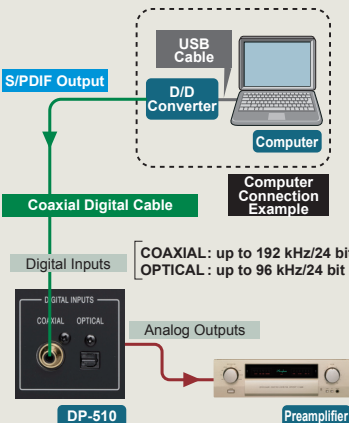 USB
Cable
S/PDIF Output
D/D
Converter
Computer
Computer
Connection
Example
Coaxial Digital Cable
Digital Inputs
COAXIAL: up to 192 kHz/24 bit
OPTICAL: up to 96 kHz/24 bit
DIGITAL INPUTS
COAXIAL OPTICAL
Analog Outputs
DP-510
Preamplifier